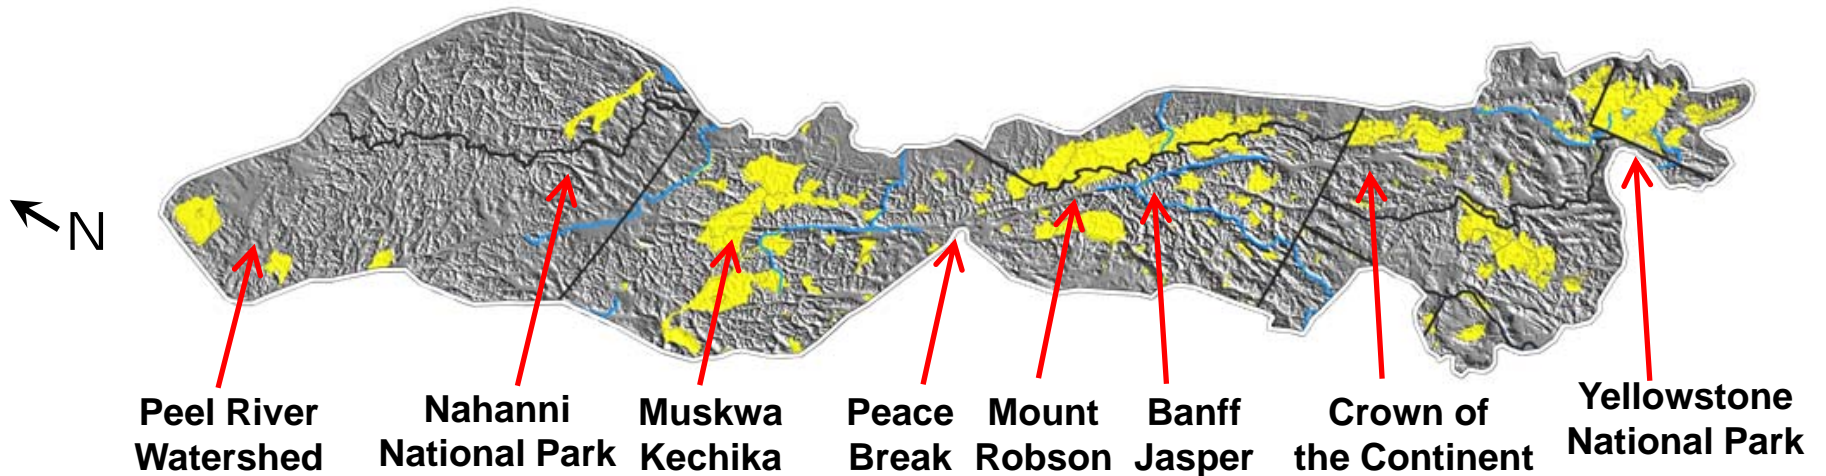 N
Peel River
Watershed
Nahanni
National Park
Muskwa
Kechika
Peace
Break
Mount
Robson
Banff
Jasper
Crown of
the Continent
Yellowstone
National Park